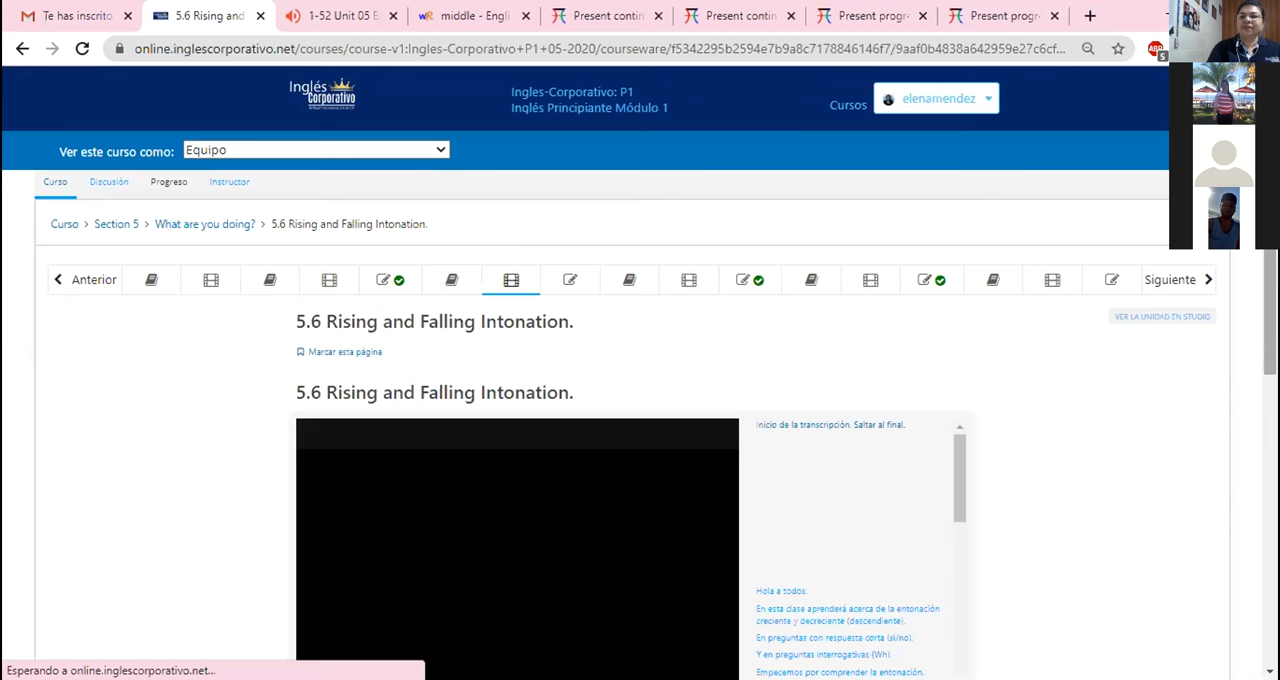 Te has inscrito
5.6 Rising and
1-52 Unit 05 E
wR middle - Engli
Present contin
Present contin
Present progr
Present progr
online.inglescorporativo.net/courses/course-v1:Ingles-Corporativo+P1+05-2020/courseware/f5342295b2594e7b9a8c7178846146f7/9aaf0b4838a642959e27c6cf...
ABP
5
Inglés
Corporativo
Ingles-Corporativo: P1
Inglés Principiante Módulo 1
Cursos
elenamendez
Ver este curso como:
Equipo
Curso
Discusión
Progreso
Instructor
Curso > Section 5 > What are you doing? > 5.6 Rising and Falling Intonation.
Anterior
Siguiente
5.6 Rising and Falling Intonation.
VER LA UNIDAD EN STUDIO
Marcar esta página
5.6 Rising and Falling Intonation.
Inicio de la transcripción. Saltar al final.
Hola a todos.
En esta clase aprenderá acerca de la entonación
creciente y decreciente (descendiente).
En preguntas con respuesta corta (si/no).
Y en preguntas interrogativas (Wh).
Empecemos por comprender la entonación.
Esperando a online.inglescorporativo.net...